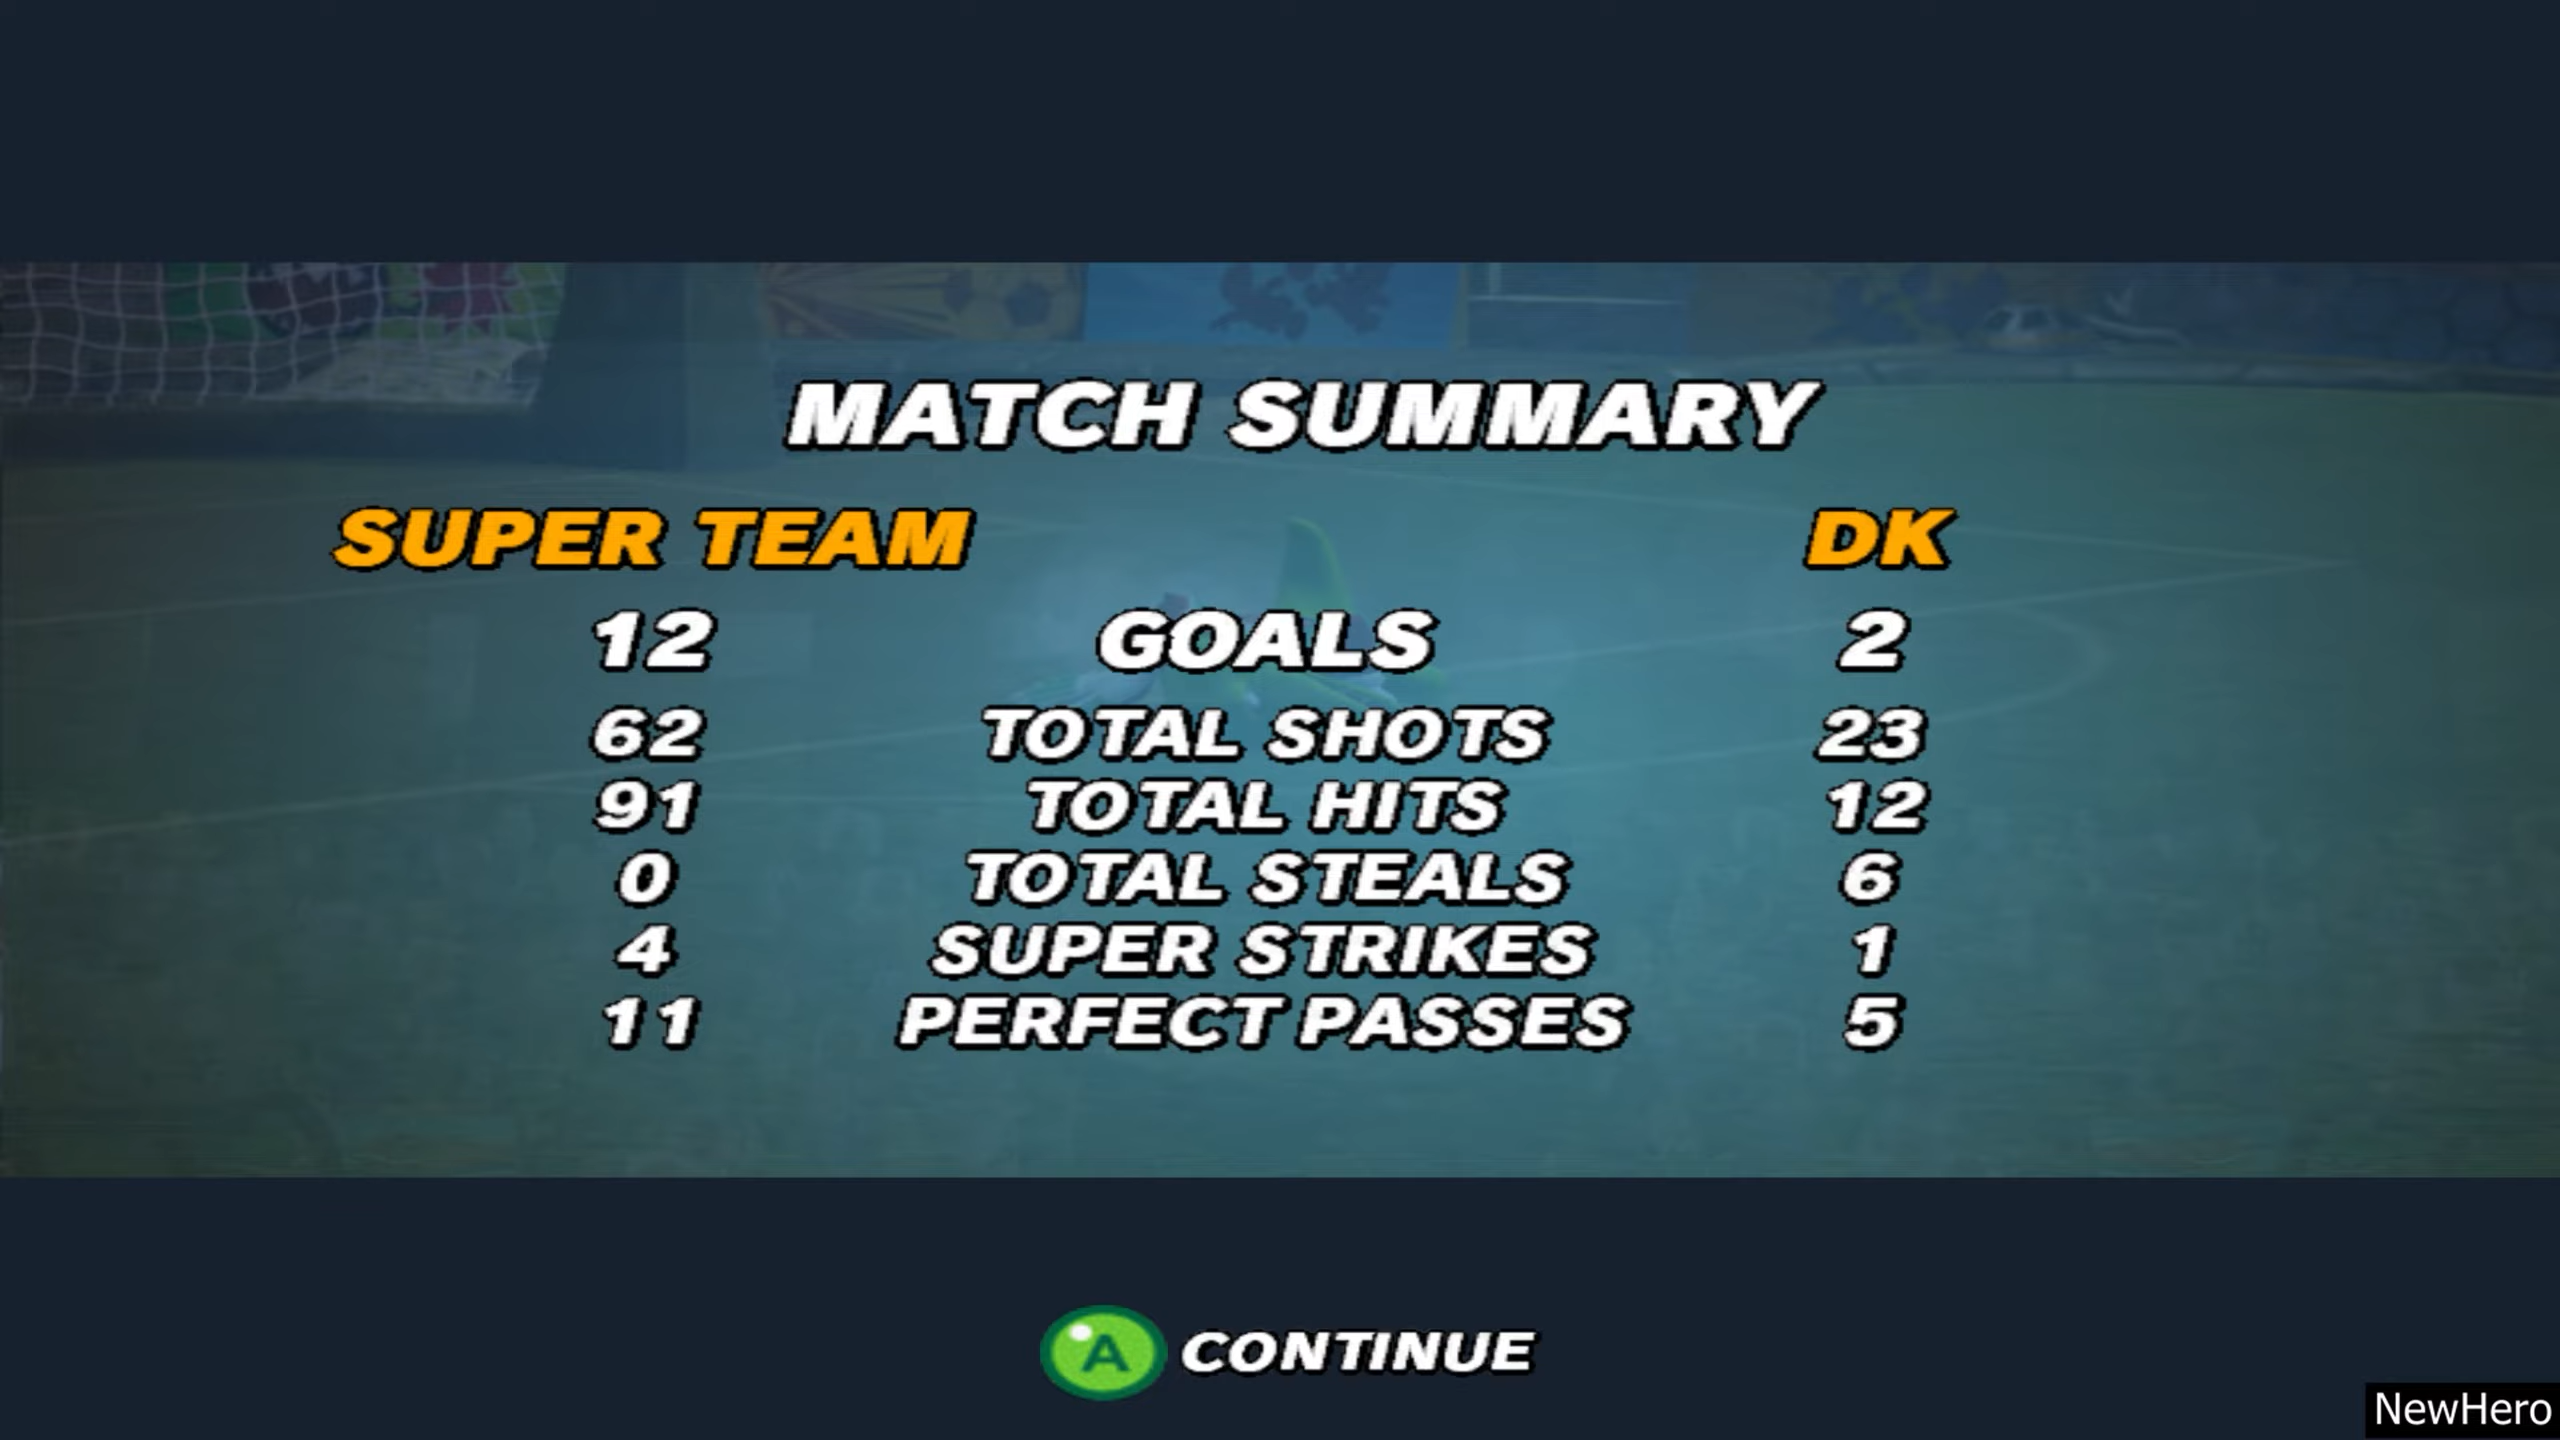 MATCH SUMMARY
SUPER TEAM DK
12 GOALS 2
62 TOTAL SHOTS 23
91 TOTAL HITS 12
0 TOTAL STEALS 6
4 SUPER STRIKES 1
11 PERFECT PASSES 5
A CONTINUE
NewHero